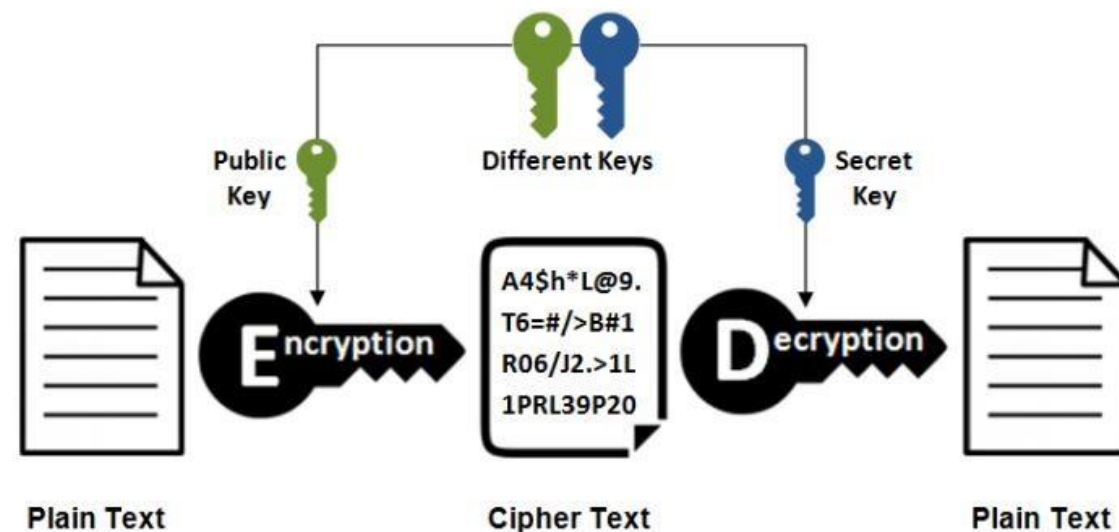 Public
Key
Different Keys
Secret
Key
Encryption
A4$h*L@9.
T6=#/>B#1
R06/J2.>1L
1PRL39P20
Decryption
Plain Text
Cipher Text
Plain Text